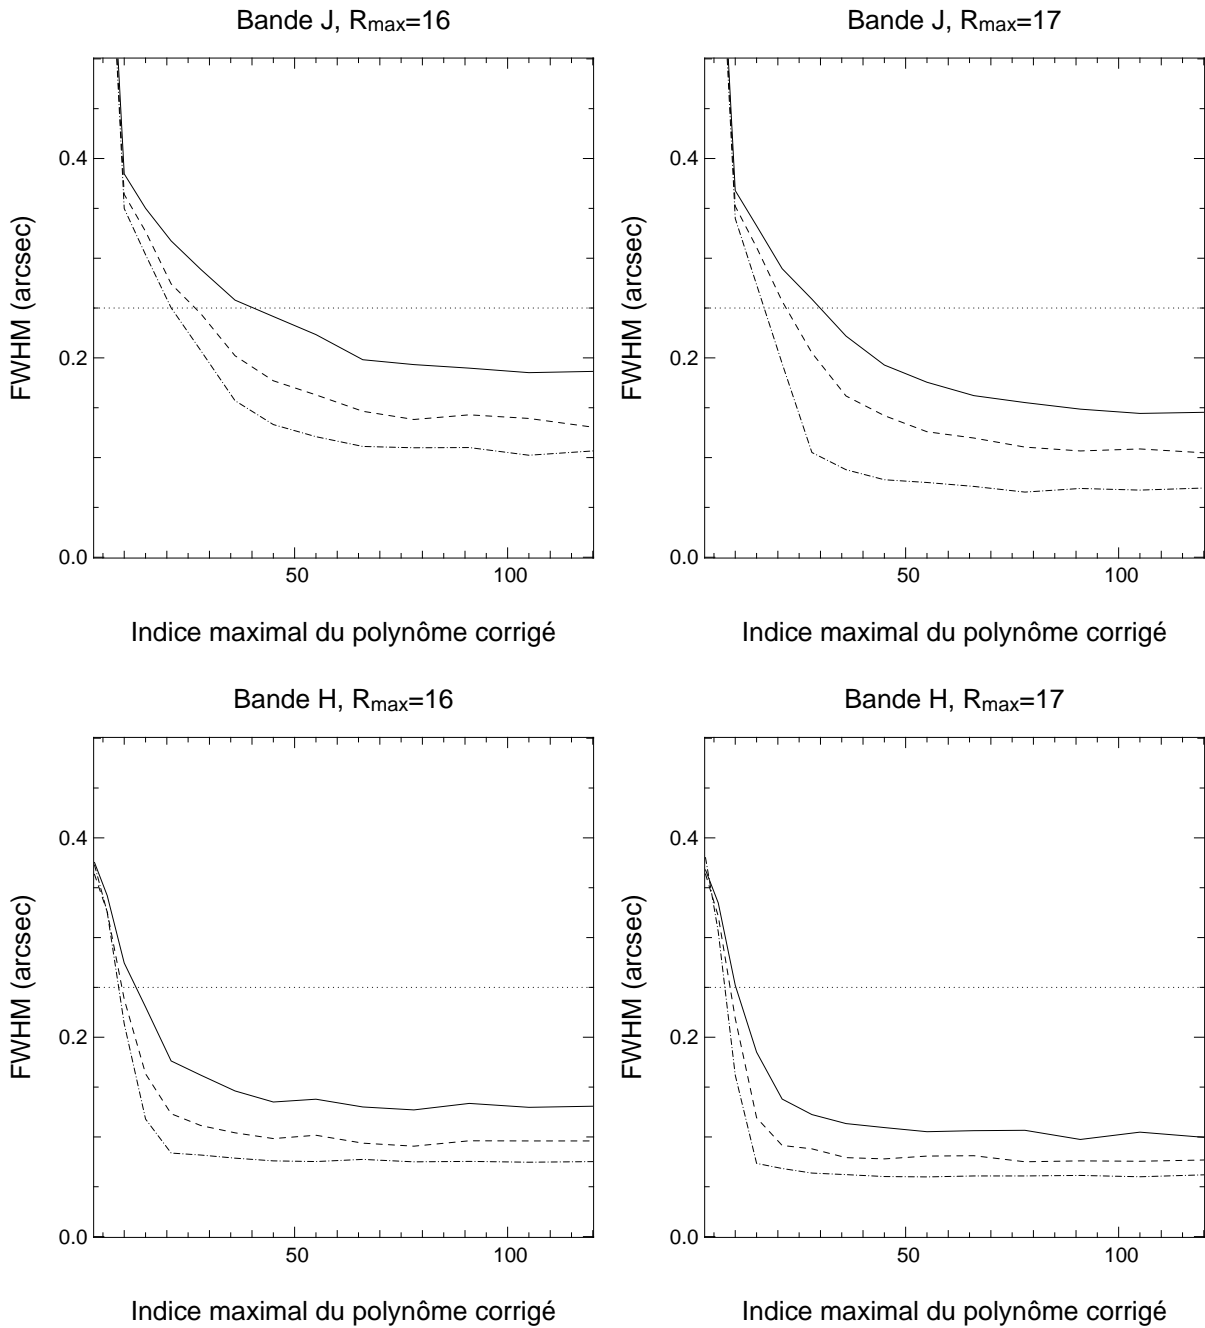 Bande J, Rmax=16
FWHM (arcsec)
0.4
0.2
0.0
50 100
Indice maximal du polynôme corrigé
Bande J, Rmax=17
FWHM (arcsec)
0.4
0.2
0.0
50 100
Indice maximal du polynôme corrigé
Bande H, Rmax=16
FWHM (arcsec)
0.4
0.2
0.0
50 100
Indice maximal du polynôme corrigé
Bande H, Rmax=17
FWHM (arcsec)
0.4
0.2
0.0
50 100
Indice maximal du polynôme corrigé